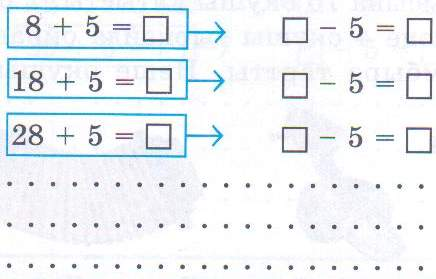 8 + 5 = □ → □ − 5 = □
18 + 5 = □ → □ − 5 = □
28 + 5 = □ → □ − 5 = □
. . . . . . . . . . . . . . . . . . . .
. . . . . . . . . . . . . . . . . . . .
. . . . . . . . . . . . . . . . . . . .